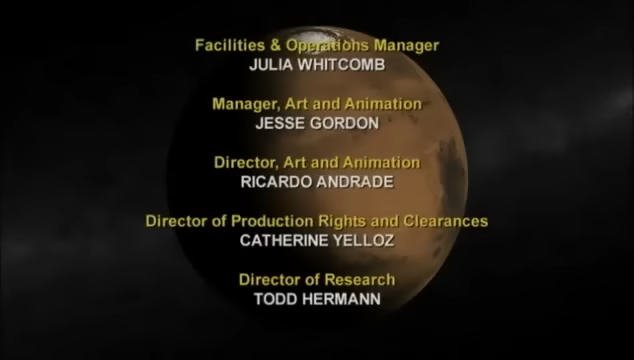 Facilities & Operations Manager
JULIA WHITCOMB
Manager, Art and Animation
JESSE GORDON
Director, Art and Animation
RICARDO ANDRADE
Director of Production Rights and Clearances
CATHERINE YELLOZ
Director of Research
TODD HERMANN